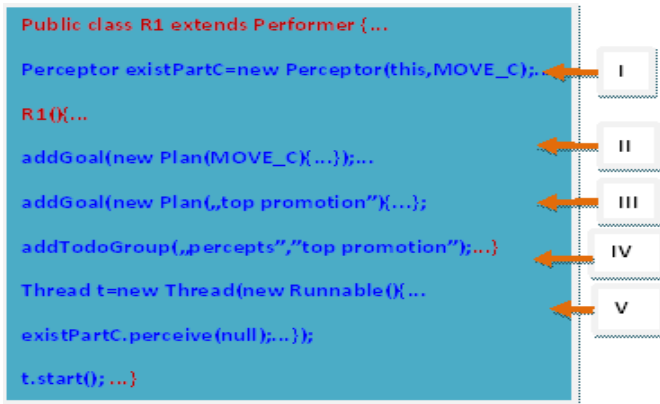 Public class R1 extends Performer {...
Perceptor existPartC=new Perceptor(this,MOVE_C);...
I
R1(){...
II
addGoal(new Plan(MOVE_C){...});...
addGoal(new Plan(„top promotion”){...};
III
addTodoGroup(„percepts”,”top promotion”);...}
IV
Thread t=new Thread(new Runnable(){...
V
existPartC.perceive(null);...});
t.start(); ...}